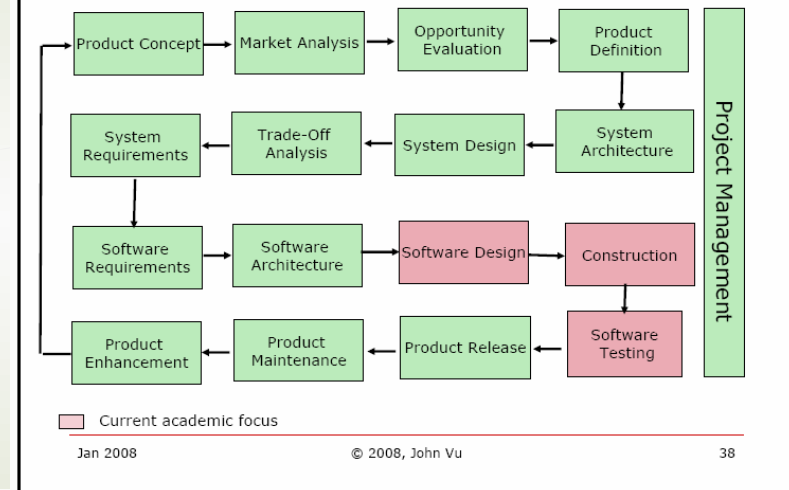 Product Concept
Market Analysis
Opportunity
Evaluation
Product
Definition
System
Requirements
Trade-Off
Analysis
System Design
System
Architecture
Software
Requirements
Software
Architecture
Software Design
Construction
Product
Enhancement
Product
Maintenance
Product Release
Software
Testing
Project Management
Current academic focus
Jan 2008
© 2008, John Vu
38